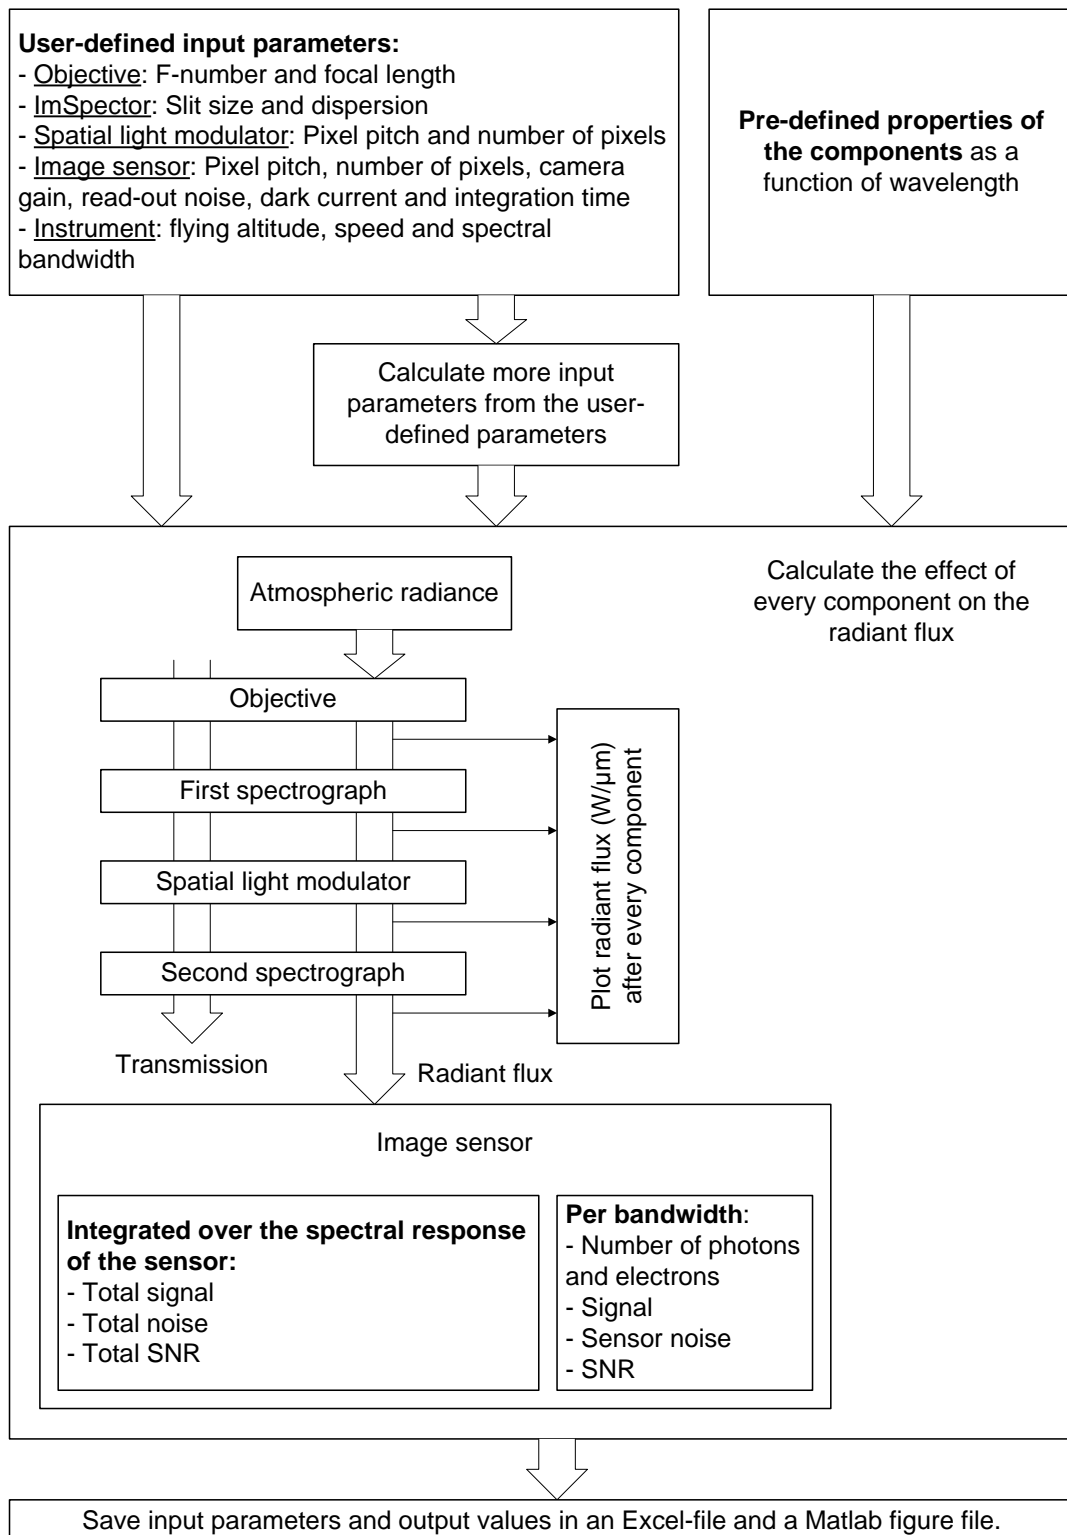 User-defined input parameters:
- Objective: F-number and focal length
- ImSpector: Slit size and dispersion
- Spatial light modulator: Pixel pitch and number of pixels
- Image sensor: Pixel pitch, number of pixels, camera
gain, read-out noise, dark current and integration time
- Instrument: flying altitude, speed and spectral
bandwidth
Pre-defined properties of
the components as a
function of wavelength
Calculate more input
parameters from the user-
defined parameters
Calculate the effect of
every component on the
radiant flux
Atmospheric radiance
Objective
First spectrograph
Spatial light modulator
Second spectrograph
Plot radiant flux (W/μm)
after every component
Transmission
Radiant flux
Image sensor
Integrated over the spectral response
of the sensor:
- Total signal
- Total noise
- Total SNR
Per bandwidth:
- Number of photons
and electrons
- Signal
- Sensor noise
- SNR
Save input parameters and output values in an Excel-file and a Matlab figure file.